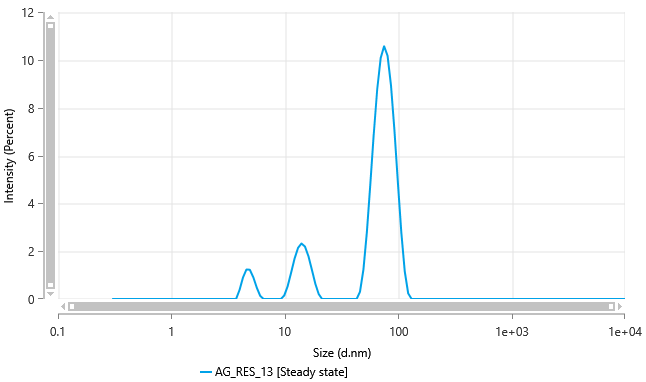 12
10
8
6
4
2
0
Intensity (Percent)
0.1 1 10 100 1e+03 1e+04
Size (d.nm)
AG_RES_13 [Steady state]